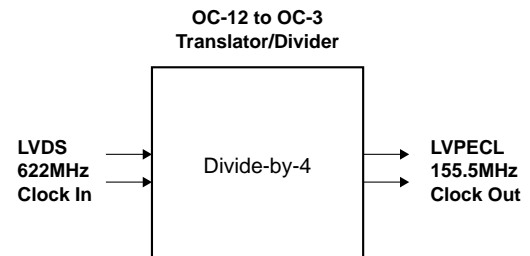 OC-12 to OC-3
Translator/Divider
LVDS
622MHz
Clock In
Divide-by-4
LVPECL
155.5MHz
Clock Out